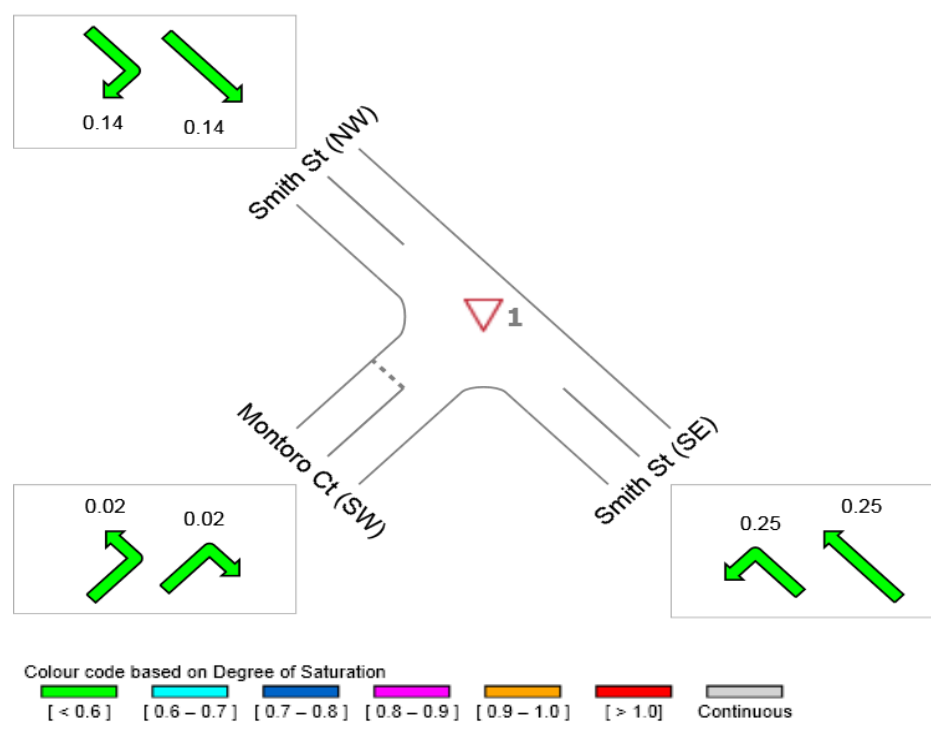 0.14 0.14
Smith St (NW)
1
Montoro Ct (SW)
Smith St (SE)
0.02 0.02
0.25 0.25
Colour code based on Degree of Saturation
[ < 0.6 ] [ 0.6 – 0.7 ] [ 0.7 – 0.8 ] [ 0.8 – 0.9 ] [ 0.9 – 1.0 ] [ > 1.0] Continuous